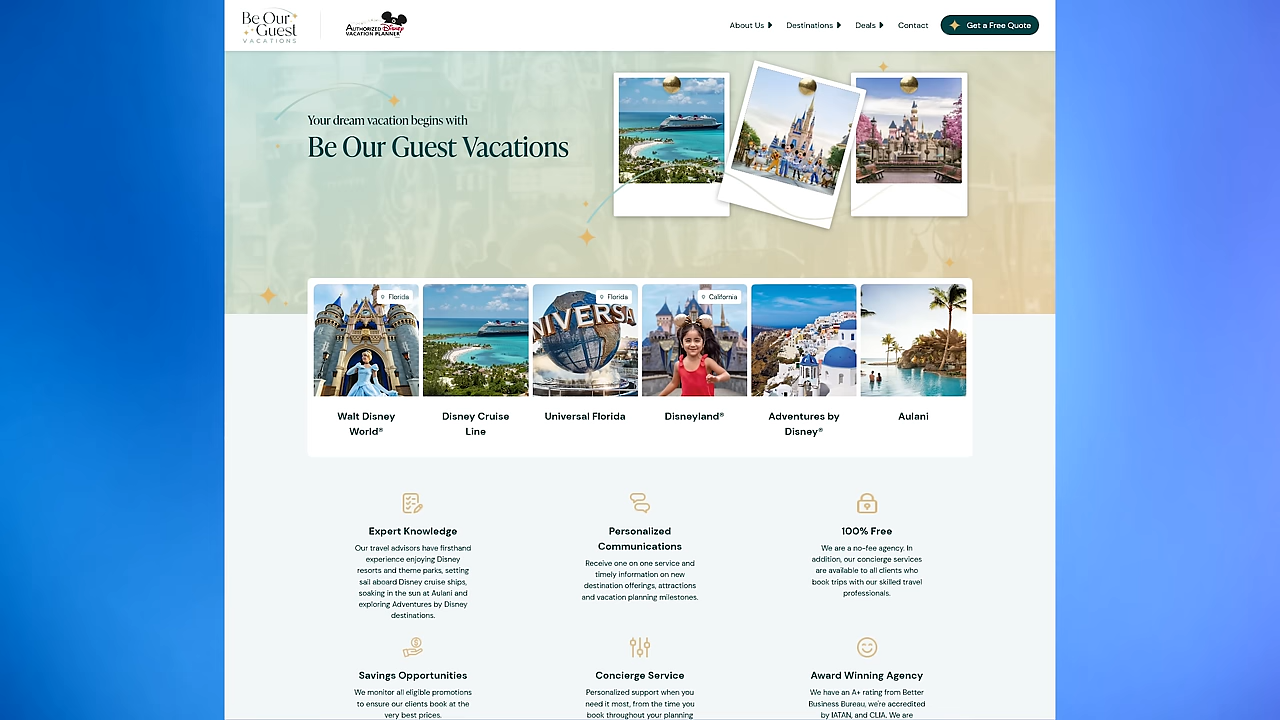 Be Our
Guest
VACATIONS
AUTHORIZED Disney
VACATION PLANNER
About Us
Destinations
Deals
Contact
Get a Free Quote
Your dream vacation begins with
Be Our Guest Vacations
Florida
Florida
California
UNIVERSA
Walt Disney
World®
Disney Cruise
Line
Universal Florida
Disneyland®
Adventures by
Disney®
Aulani
Expert Knowledge
Our travel advisors have firsthand
experience enjoying Disney
resorts and theme parks, setting
sail aboard Disney cruise ships,
soaking in the sun at Aulani and
exploring Adventures by Disney
destinations.
Personalized
Communications
Receive one on one service and
timely information on new
destination offerings, attractions
and vacation planning milestones.
100% Free
We are a no-fee agency. In
addition, our concierge services
are available to all clients who
book trips with our skilled travel
professionals.
Savings Opportunities
We monitor all eligible promotions
to ensure our clients book at the
very best prices.
Concierge Service
Personalized support when you
need it most, from the time you
book throughout your planning
Award Winning Agency
We have an A+ rating from Better
Business Bureau, we're accredited
by IATAN, and CLIA. We are